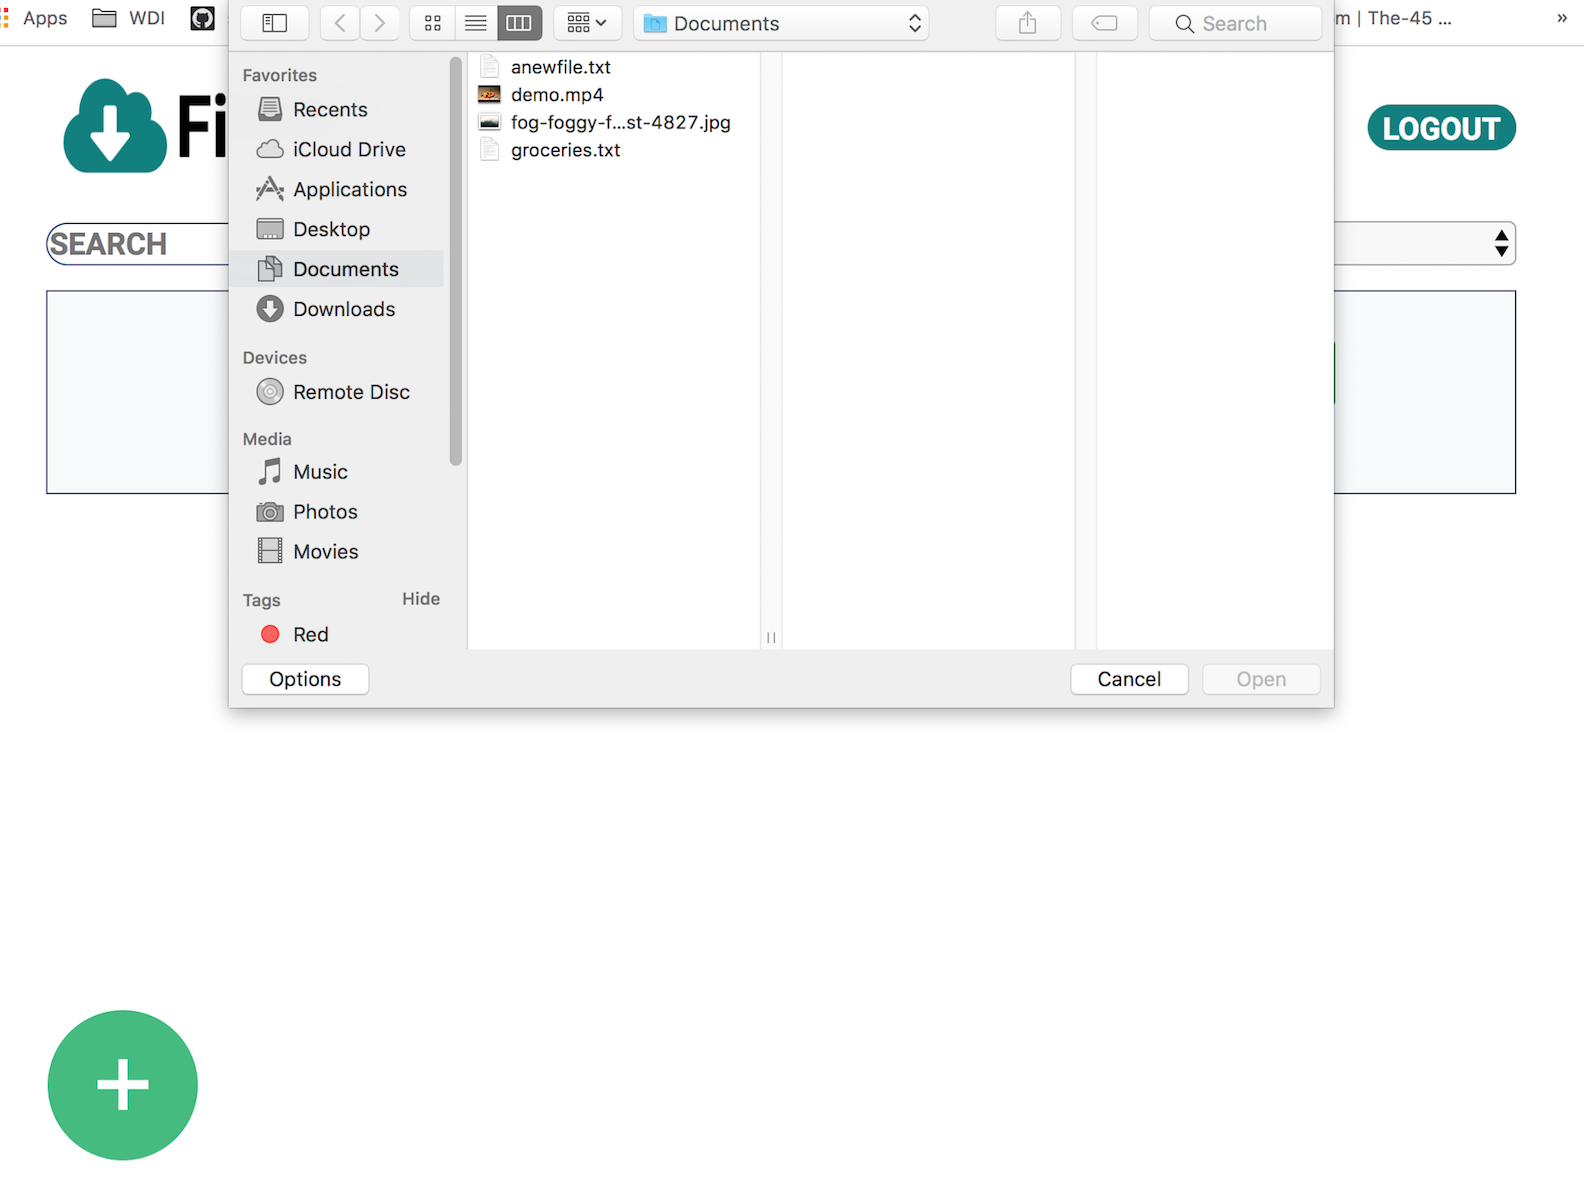 Apps WDI
m | The-45 ... »
Documents
Search
Favorites
Recents
iCloud Drive
Applications
Desktop
Documents
Downloads
Devices
Remote Disc
Media
Music
Photos
Movies
Tags Hide
Red
anewfile.txt
demo.mp4
fog-foggy-f...st-4827.jpg
groceries.txt
Options
Cancel
Open
Fi
LOGOUT
SEARCH